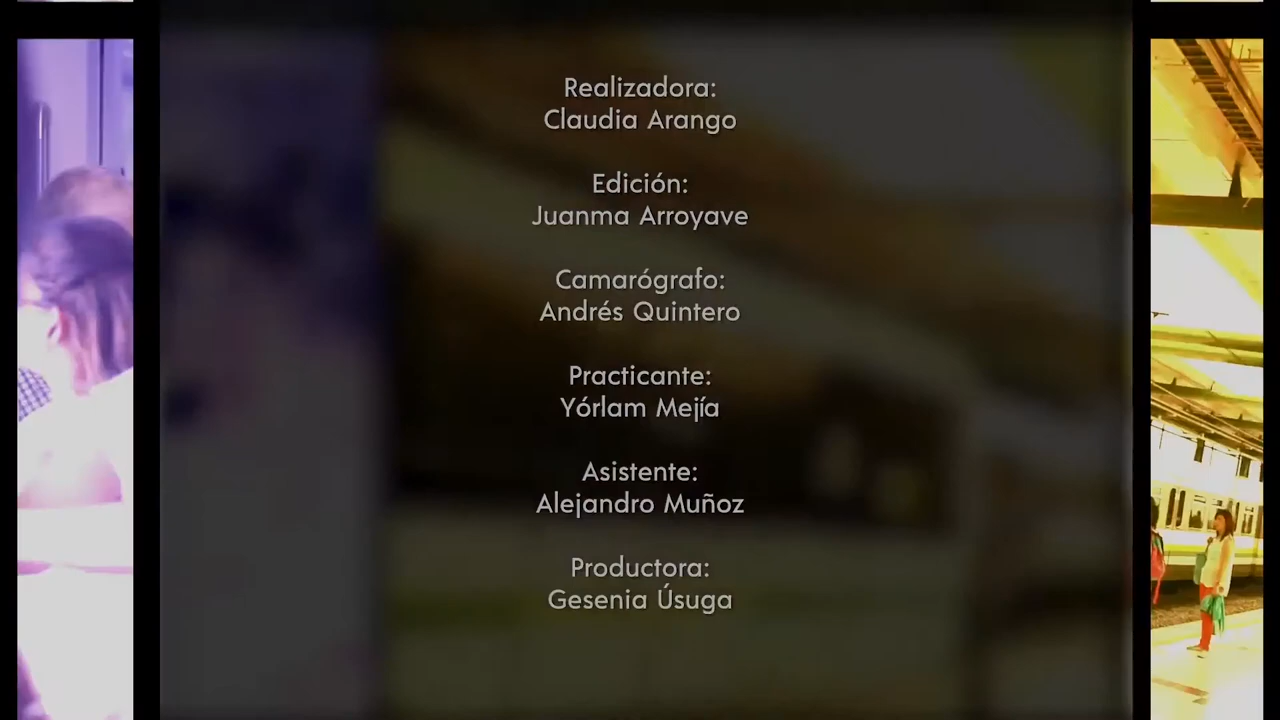 Realizadora:
Claudia Arango
Edición:
Juanma Arroyave
Camarógrafo:
Andrés Quintero
Practicante:
Yórlam Mejía
Asistente:
Alejandro Muñoz
Productora:
Gesenia Úsuga